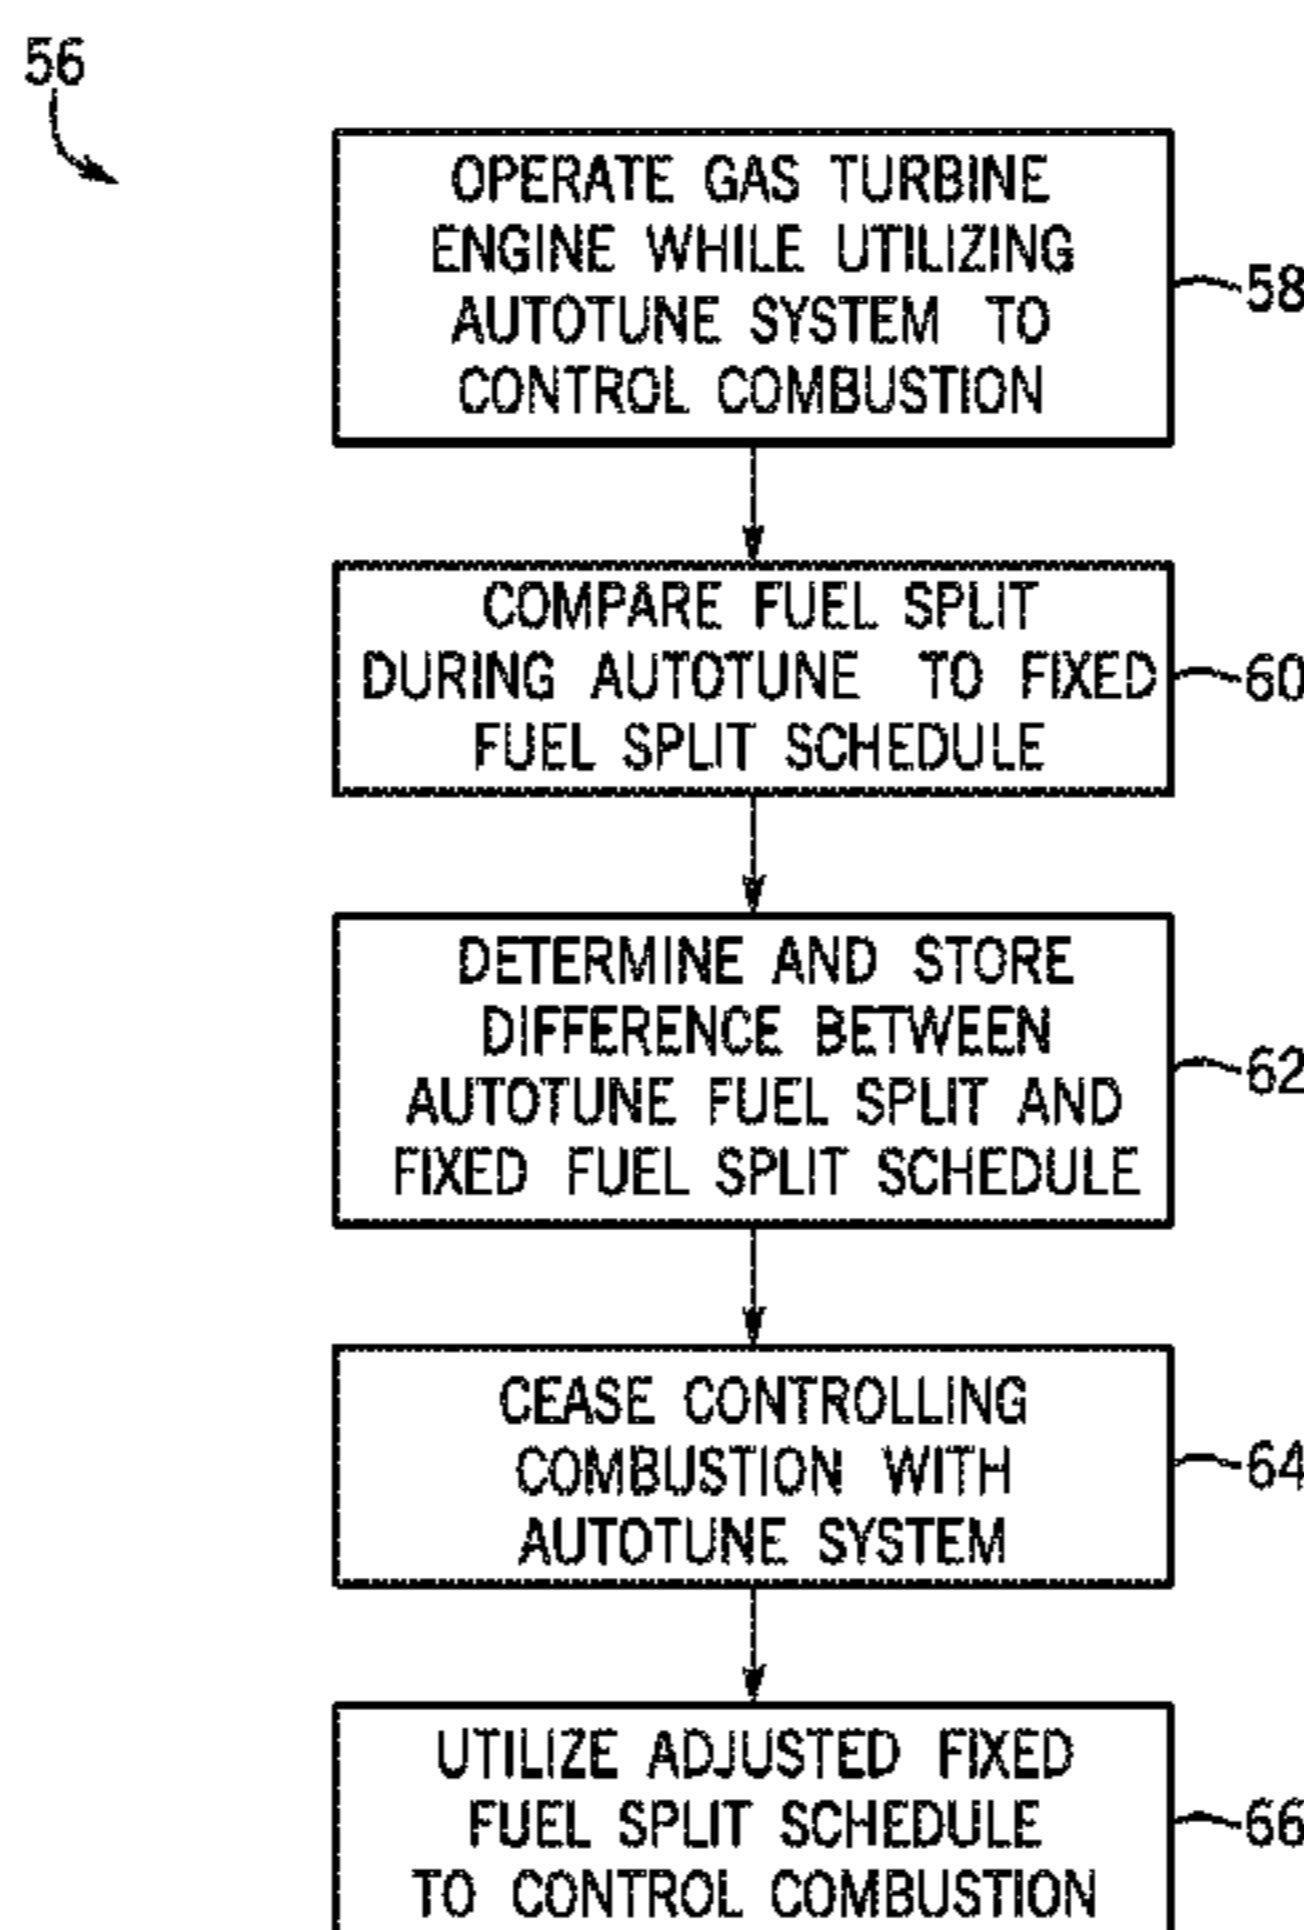 56
OPERATE GAS TURBINE
ENGINE WHILE UTILIZING
AUTOTUNE SYSTEM TO
CONTROL COMBUSTION
58
COMPARE FUEL SPLIT
DURING AUTOTUNE TO FIXED
FUEL SPLIT SCHEDULE
60
DETERMINE AND STORE
DIFFERENCE BETWEEN
AUTOTUNE FUEL SPLIT AND
FIXED FUEL SPLIT SCHEDULE
62
CEASE CONTROLLING
COMBUSTION WITH
AUTOTUNE SYSTEM
64
UTILIZE ADJUSTED FIXED
FUEL SPLIT SCHEDULE
TO CONTROL COMBUSTION
66